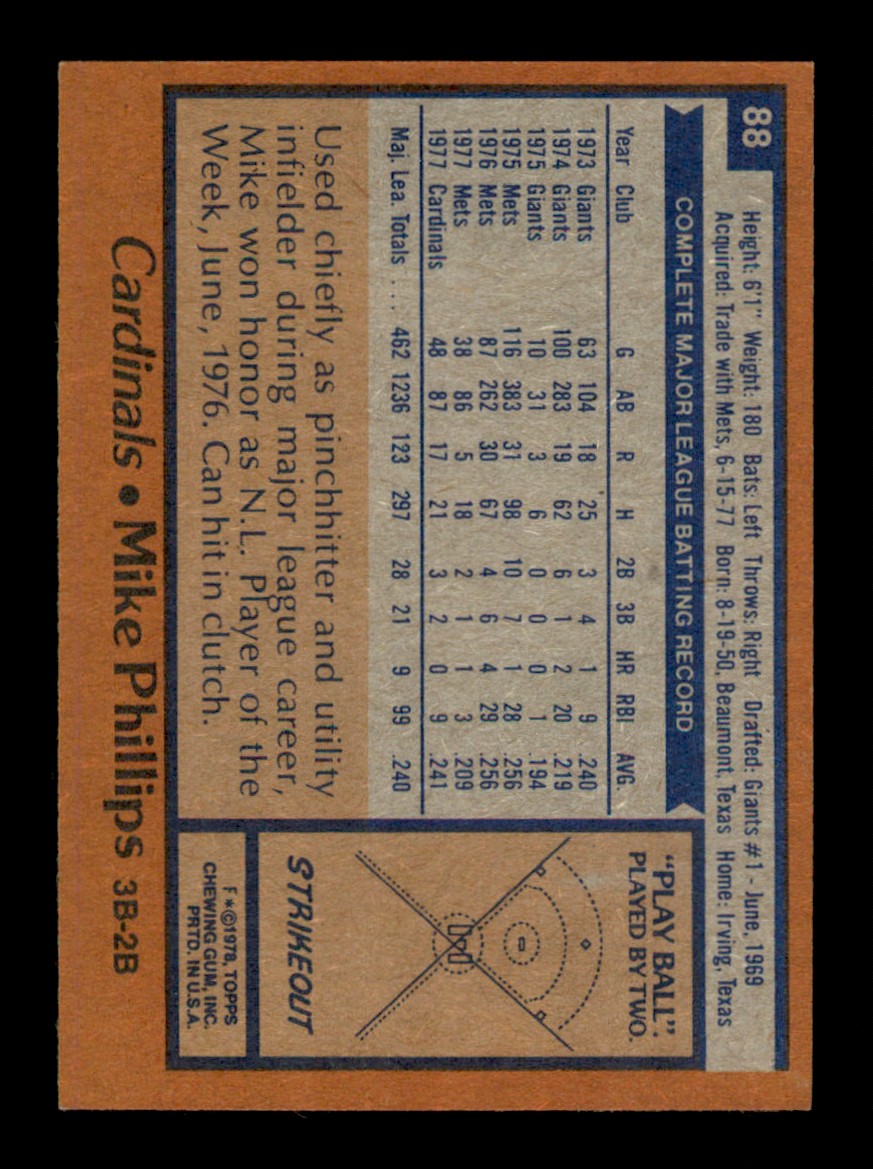 88
Height: 6'1" Weight: 180 Bats: Left Throws: Right Drafted: Giants #1 - June, 1969
Acquired: Trade with Mets, 6-15-77 Born: 8-19-50, Beaumont, Texas Home: Irving, Texas
COMPLETE MAJOR LEAGUE BATTING RECORD
Year Club G AB R H 2B 3B HR RBI AVG.
1973 Giants 63 104 18 25 3 4 1 9 .240
1974 Giants 100 283 19 62 6 1 2 20 .219
1975 Giants 10 31 3 6 0 0 0 1 .194
1975 Mets 116 383 31 98 10 7 1 28 .256
1976 Mets 87 262 30 67 4 6 4 29 .256
1977 Mets 38 86 5 18 2 1 1 3 .209
1977 Cardinals 48 87 17 21 3 2 0 9 .241
Maj. Lea. Totals .... 462 1236 123 297 28 21 9 99 .240
Used chiefly as pinchhitter and utility
infielder during major league career,
Mike won honor as N.L. Player of the
Week, June, 1976. Can hit in clutch.
"PLAY BALL".
PLAYED BY TWO.
STRIKEOUT
F *©1978, TOPPS
CHEWING GUM, INC.
PRTD. IN U.S.A.
Cardinals • Mike Phillips 3B-2B